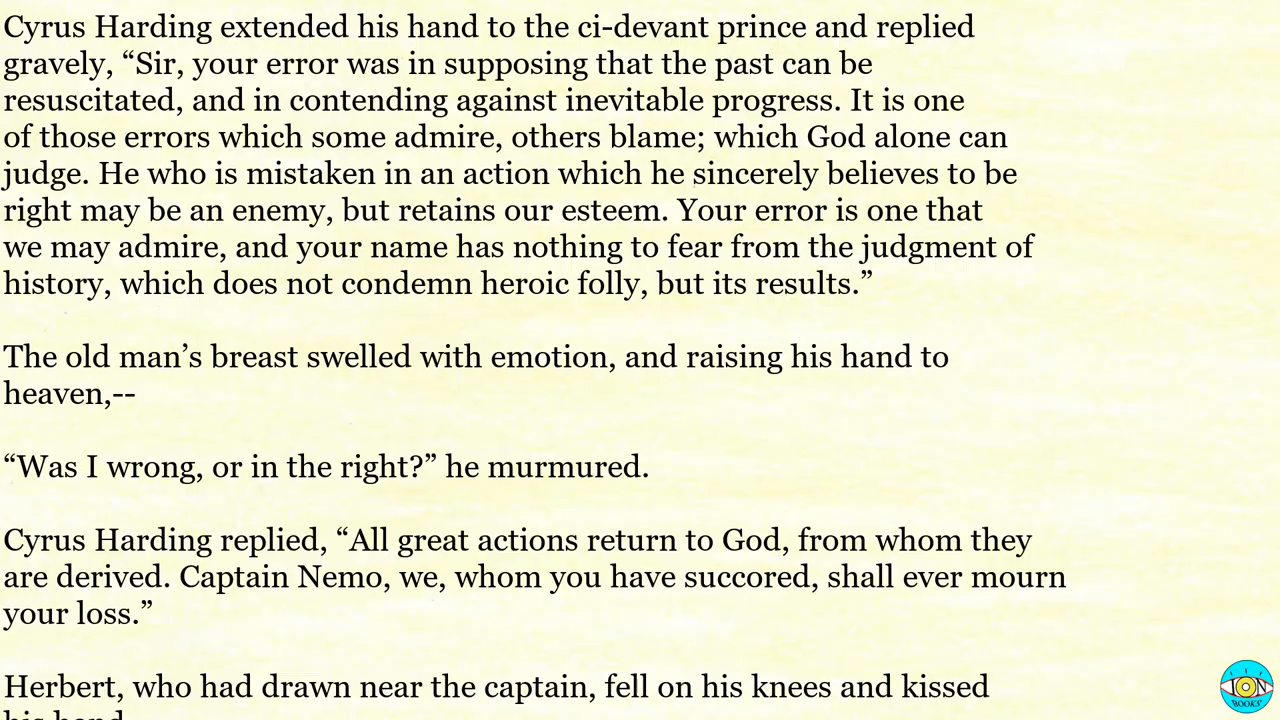 Cyrus Harding extended his hand to the ci-devant prince and replied
gravely, “Sir, your error was in supposing that the past can be
resuscitated, and in contending against inevitable progress. It is one
of those errors which some admire, others blame; which God alone can
judge. He who is mistaken in an action which he sincerely believes to be
right may be an enemy, but retains our esteem. Your error is one that
we may admire, and your name has nothing to fear from the judgment of
history, which does not condemn heroic folly, but its results.”
The old man’s breast swelled with emotion, and raising his hand to
heaven,--
“Was I wrong, or in the right?” he murmured.
Cyrus Harding replied, “All great actions return to God, from whom they
are derived. Captain Nemo, we, whom you have succored, shall ever mourn
your loss.”
Herbert, who had drawn near the captain, fell on his knees and kissed
his hand.
ION
BOOKS